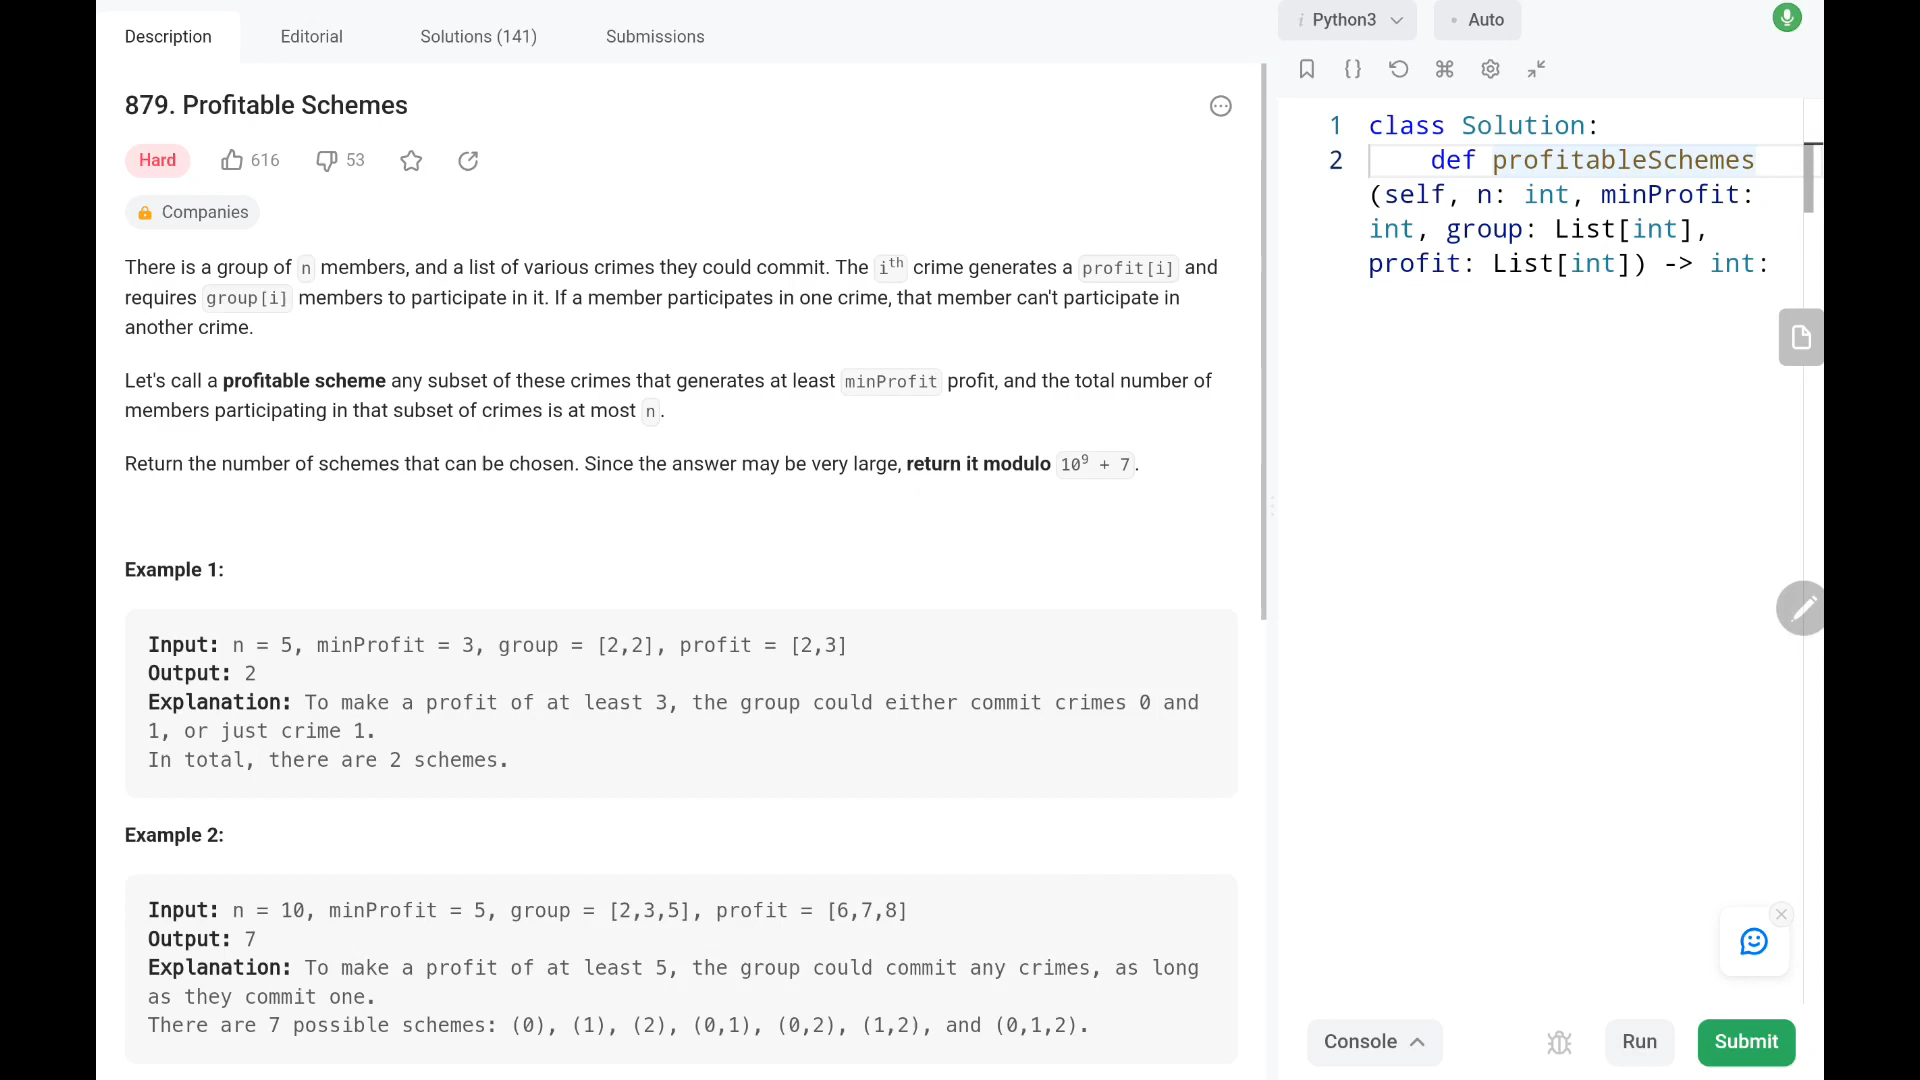 Description
Editorial
Solutions (141)
Submissions
879. Profitable Schemes
Hard
616
53
Companies
There is a group of n members, and a list of various crimes they could commit. The ith crime generates a profit[i] and
requires group[i] members to participate in it. If a member participates in one crime, that member can't participate in
another crime.
Let's call a profitable scheme any subset of these crimes that generates at least minProfit profit, and the total number of
members participating in that subset of crimes is at most n.
Return the number of schemes that can be chosen. Since the answer may be very large, return it modulo 10^9 + 7.
Example 1:
Input: n = 5, minProfit = 3, group = [2,2], profit = [2,3]
Output: 2
Explanation: To make a profit of at least 3, the group could either commit crimes 0 and
1, or just crime 1.
In total, there are 2 schemes.
Example 2:
Input: n = 10, minProfit = 5, group = [2,3,5], profit = [6,7,8]
Output: 7
Explanation: To make a profit of at least 5, the group could commit any crimes, as long
as they commit one.
There are 7 possible schemes: (0), (1), (2), (0,1), (0,2), (1,2), and (0,1,2).
i Python3
Auto
{}
1 class Solution:
2 def profitableSchemes
(self, n: int, minProfit:
int, group: List[int],
profit: List[int]) -> int:
Console
Run
Submit